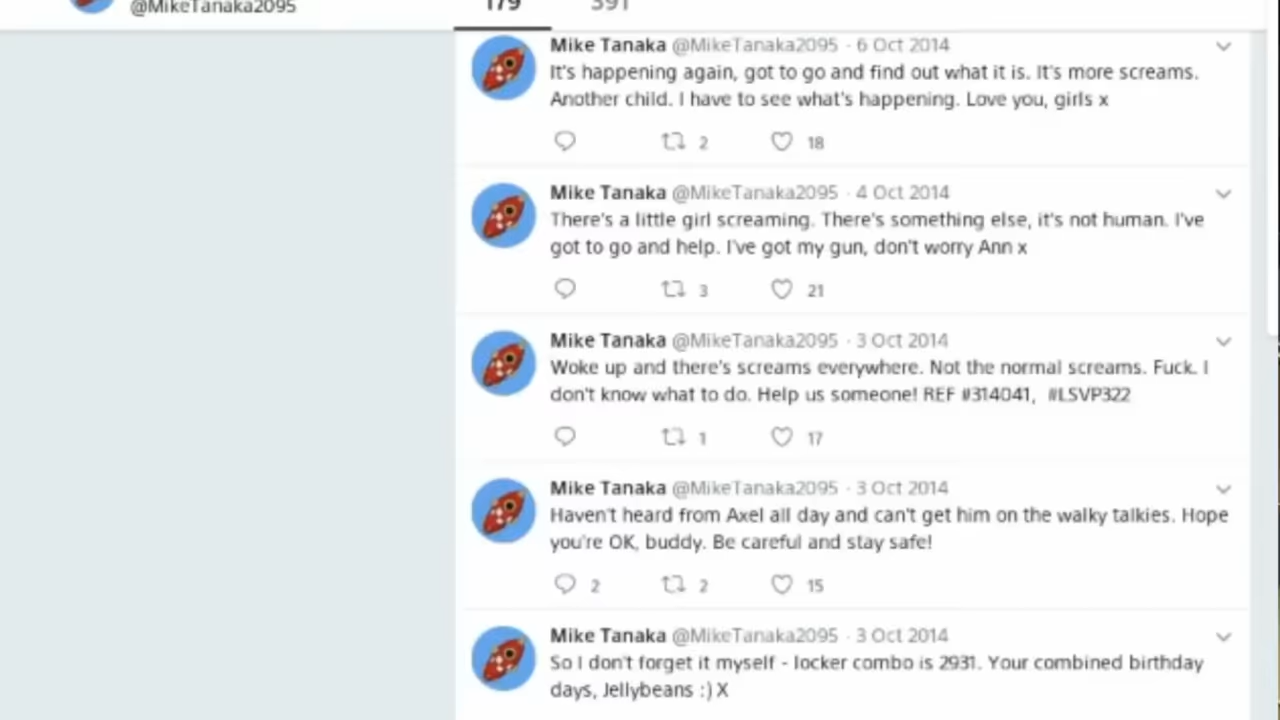 @MikeTanaka2095
179 391
Mike Tanaka @MikeTanaka2095 · 6 Oct 2014
It's happening again, got to go and find out what it is. It's more screams.
Another child. I have to see what's happening. Love you, girls x
2 18
Mike Tanaka @MikeTanaka2095 · 4 Oct 2014
There's a little girl screaming. There's something else, it's not human. I've
got to go and help. I've got my gun, don't worry Ann x
3 21
Mike Tanaka @MikeTanaka2095 · 3 Oct 2014
Woke up and there's screams everywhere. Not the normal screams. Fuck. I
don't know what to do. Help us someone! REF #314041, #LSVP322
1 17
Mike Tanaka @MikeTanaka2095 · 3 Oct 2014
Haven't heard from Axel all day and can't get him on the walky talkies. Hope
you're OK, buddy. Be careful and stay safe!
2 2 15
Mike Tanaka @MikeTanaka2095 · 3 Oct 2014
So I don't forget it myself - locker combo is 2931. Your combined birthday
days, Jellybeans :) X